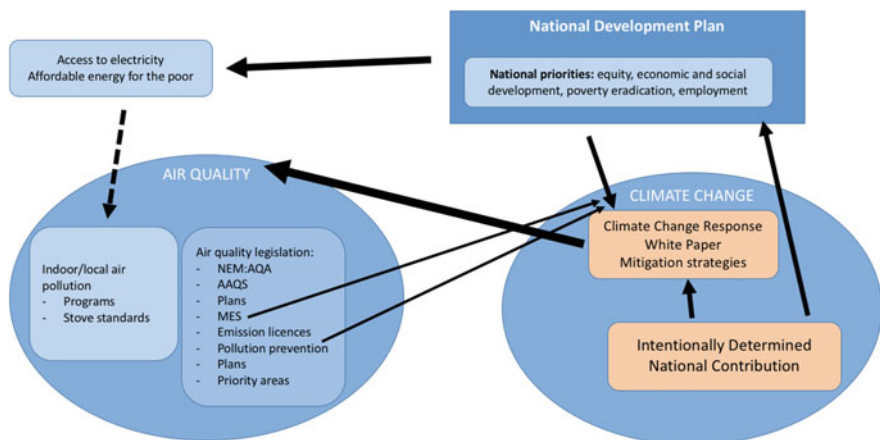 National Development Plan
National priorities: equity, economic and social
development, poverty eradication, employment
Access to electricity
Affordable energy for the poor
AIR QUALITY
Indoor/local air
pollution
- Programs
- Stove standards
Air quality legislation:
- NEM:AQA
- AAQS
- Plans
- MES
- Emission licences
- Pollution prevention
- Plans
- Priority areas
CLIMATE CHANGE
Climate Change Response
White Paper
Mitigation strategies
Intentionally Determined
National Contribution